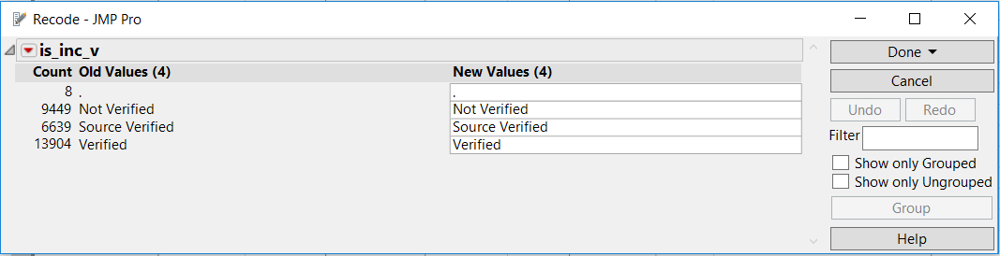 Recode - JMP Pro
is_inc_v
Count Old Values (4) New Values (4)
8 . .
9449 Not Verified Not Verified
6639 Source Verified Source Verified
13904 Verified Verified
Done
Cancel
Undo Redo
Filter
Show only Grouped
Show only Ungrouped
Group
Help